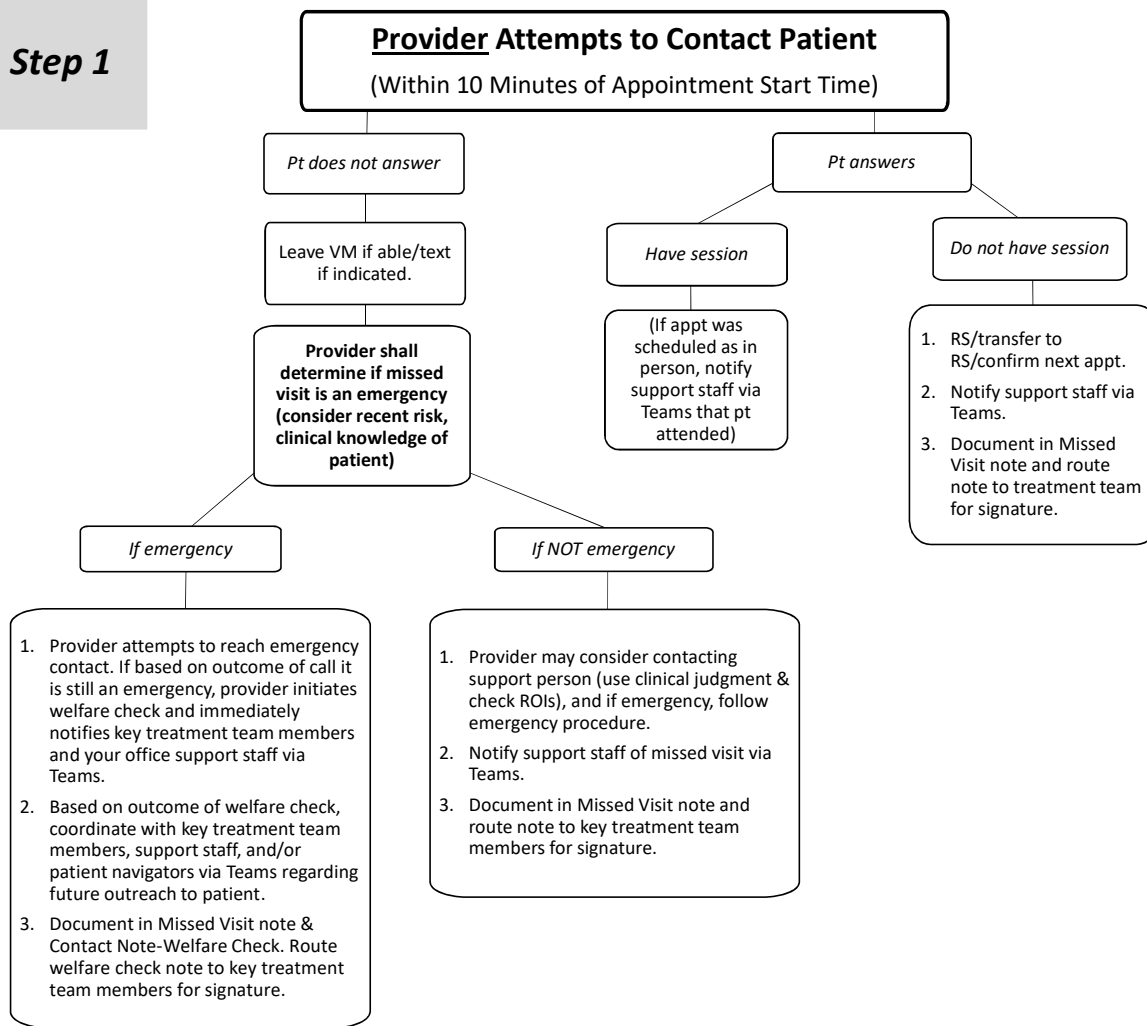 Step 1
Provider Attempts to Contact Patient
(Within 10 Minutes of Appointment Start Time)
Pt does not answer
Pt answers
Leave VM if able/text
if indicated.
Have session
Do not have session
Provider shall
determine if missed
visit is an emergency
(consider recent risk,
clinical knowledge of
patient)
(If appt was
scheduled as in
person, notify
support staff via
Teams that pt
attended)
1. RS/transfer to
RS/confirm next appt.
2. Notify support staff via
Teams.
3. Document in Missed
Visit note and route
note to treatment team
for signature.
If emergency
If NOT emergency
1. Provider attempts to reach emergency
contact. If based on outcome of call it
is still an emergency, provider initiates
welfare check and immediately
notifies key treatment team members
and your office support staff via
Teams.
2. Based on outcome of welfare check,
coordinate with key treatment team
members, support staff, and/or
patient navigators via Teams regarding
future outreach to patient.
3. Document in Missed Visit note &
Contact Note-Welfare Check. Route
welfare check note to key treatment
team members for signature.
1. Provider may consider contacting
support person (use clinical judgment &
check ROIs), and if emergency, follow
emergency procedure.
2. Notify support staff of missed visit via
Teams.
3. Document in Missed Visit note and
route note to key treatment team
members for signature.